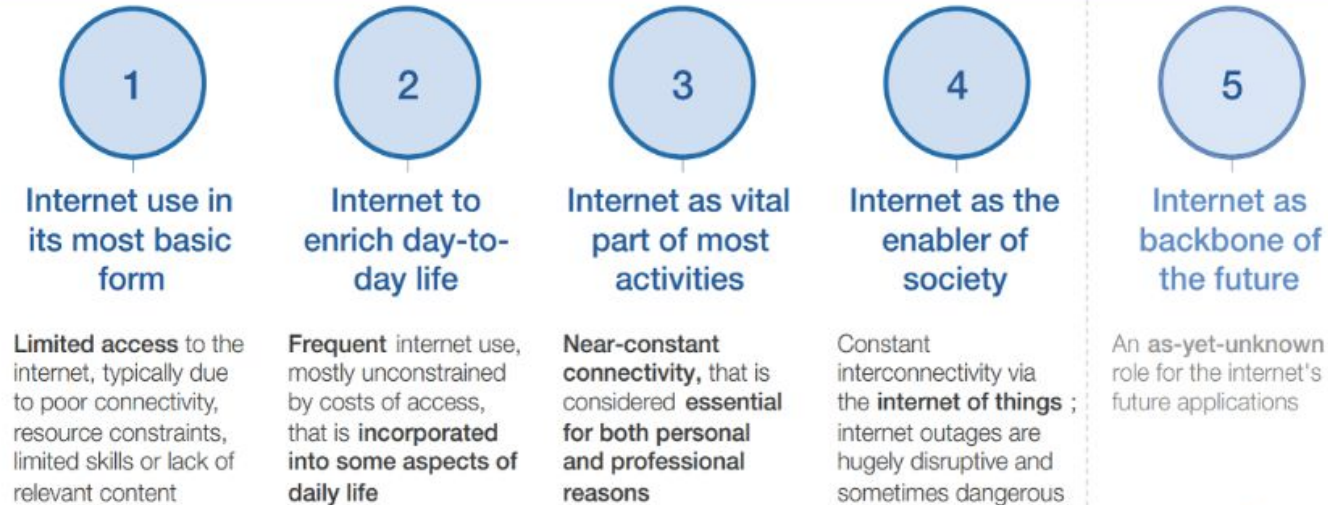 1
Internet use in
its most basic
form
Limited access to the
internet, typically due
to poor connectivity,
resource constraints,
limited skills or lack of
relevant content
2
Internet to
enrich day-to-
day life
Frequent internet use,
mostly unconstrained
by costs of access,
that is incorporated
into some aspects of
daily life
3
Internet as vital
part of most
activities
Near-constant
connectivity, that is
considered essential
for both personal
and professional
reasons
4
Internet as the
enabler of
society
Constant
interconnectivity via
the internet of things ;
internet outages are
hugely disruptive and
sometimes dangerous
5
Internet as
backbone of
the future
An as-yet-unknown
role for the internet's
future applications